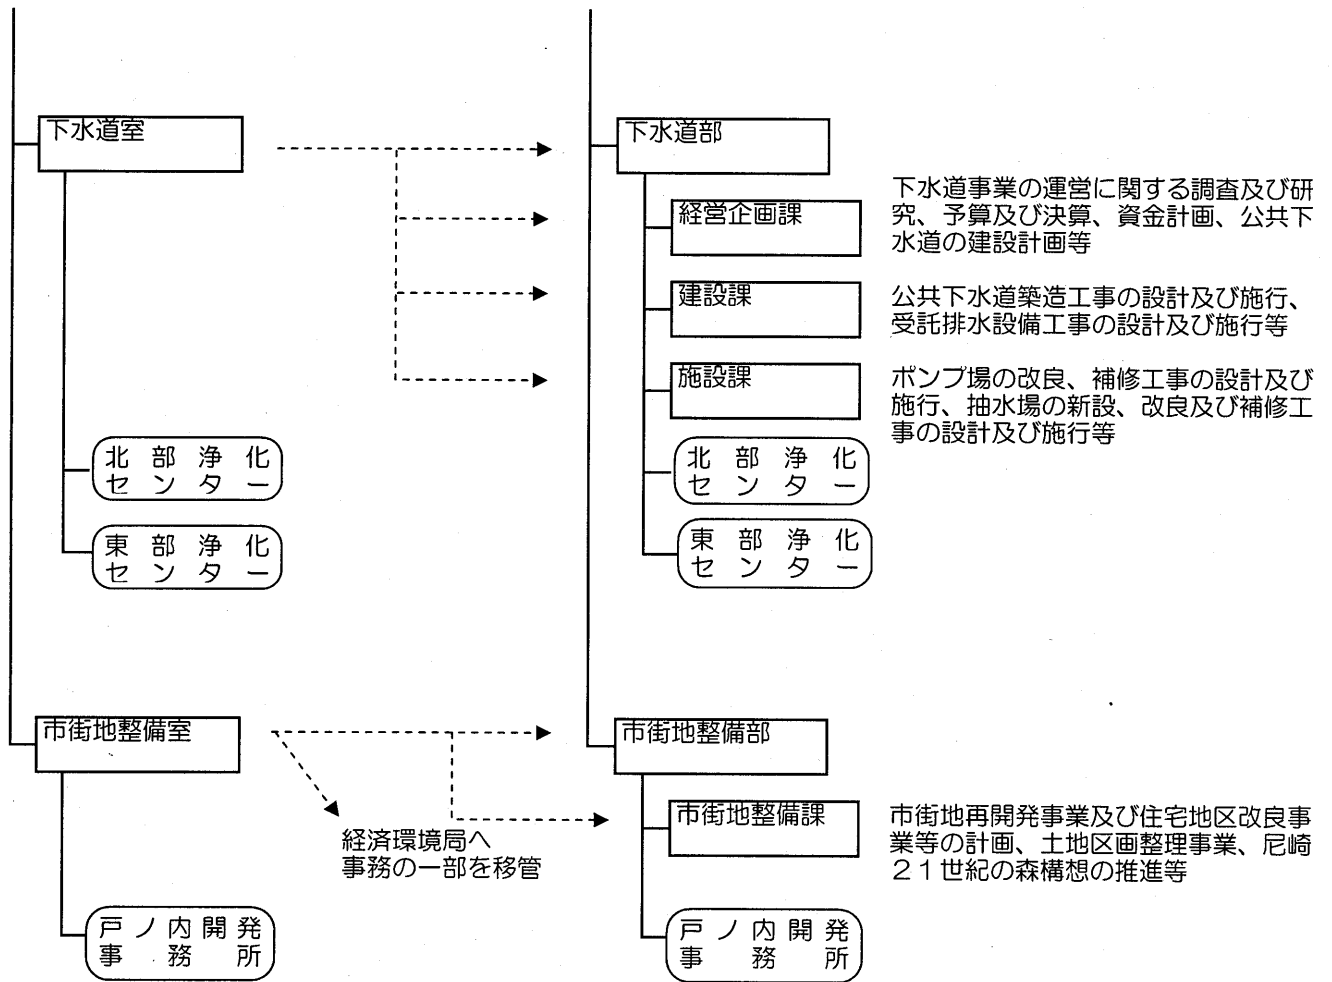 下水道室
北部浄化
センター
東部浄化
センター
市街地整備室
経済環境局へ
事務の一部を移管
戸ノ内開発
事務所
下水道部
経営企画課
下水道事業の運営に関する調査及び研
究、予算及び決算、資金計画、公共下
水道の建設計画等
建設課
公共下水道築造工事の設計及び施行、
受託排水設備工事の設計及び施行等
施設課
ポンプ場の改良、補修工事の設計及び
施行、抽水場の新設、改良及び補修工
事の設計及び施行等
北部浄化
センター
東部浄化
センター
市街地整備部
市街地整備課
市街地再開発事業及び住宅地区改良事
業等の計画、土地区画整理事業、尼崎
２１世紀の森構想の推進等
戸ノ内開発
事務所